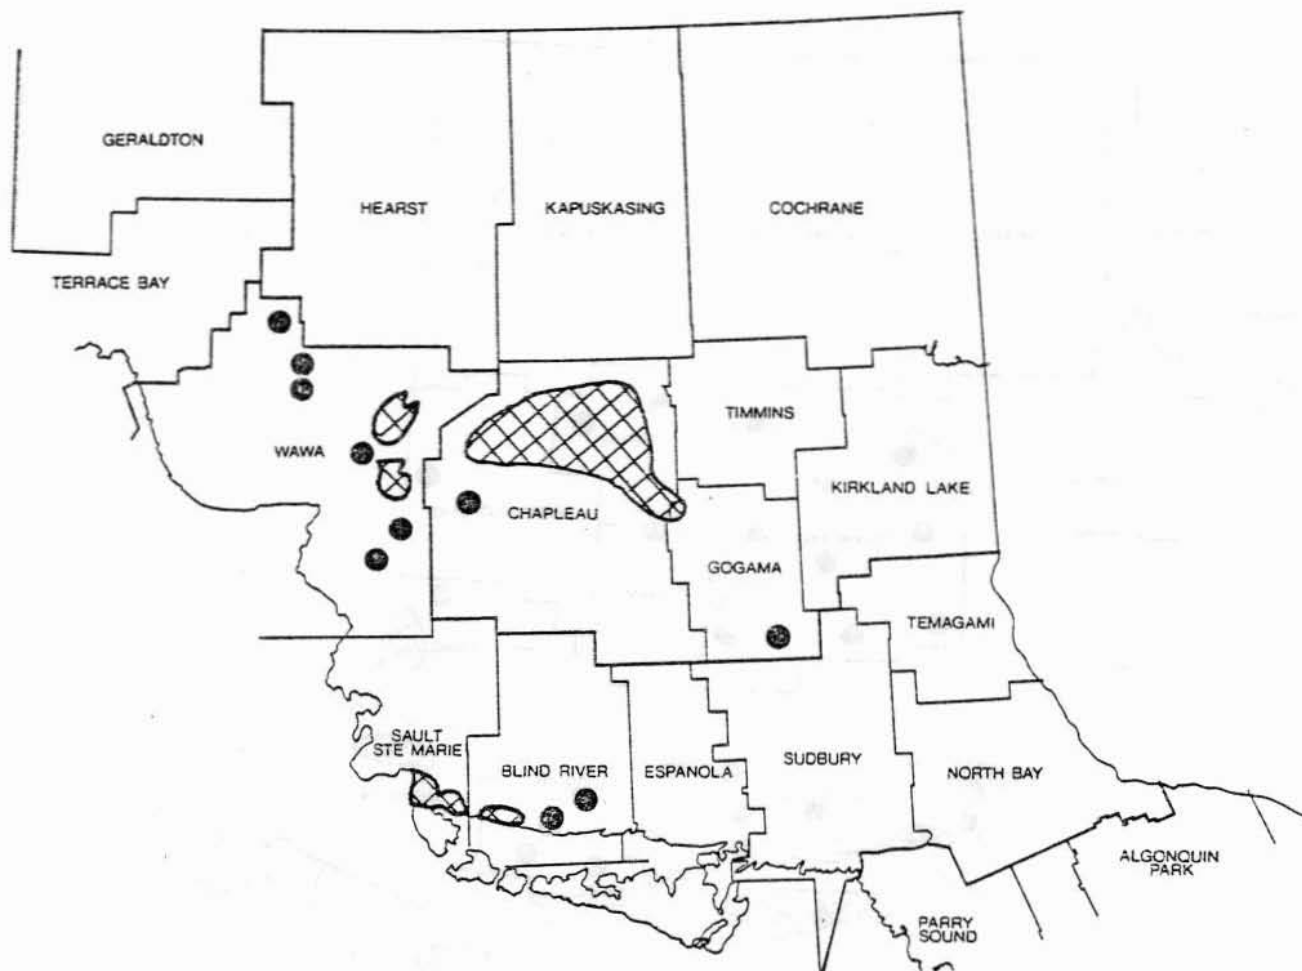 GERALDTON
HEARST
KAPUSKASING
COCHRANE
TERRACE BAY
WAWA
TIMMINS
CHAPLEAU
KIRKLAND LAKE
GOGAMA
TEMAGAMI
SAULT
STE MARIE
BLIND RIVER
ESPANOLA
SUDBURY
NORTH BAY
ALGONQUIN
PARK
PARRY
SOUND